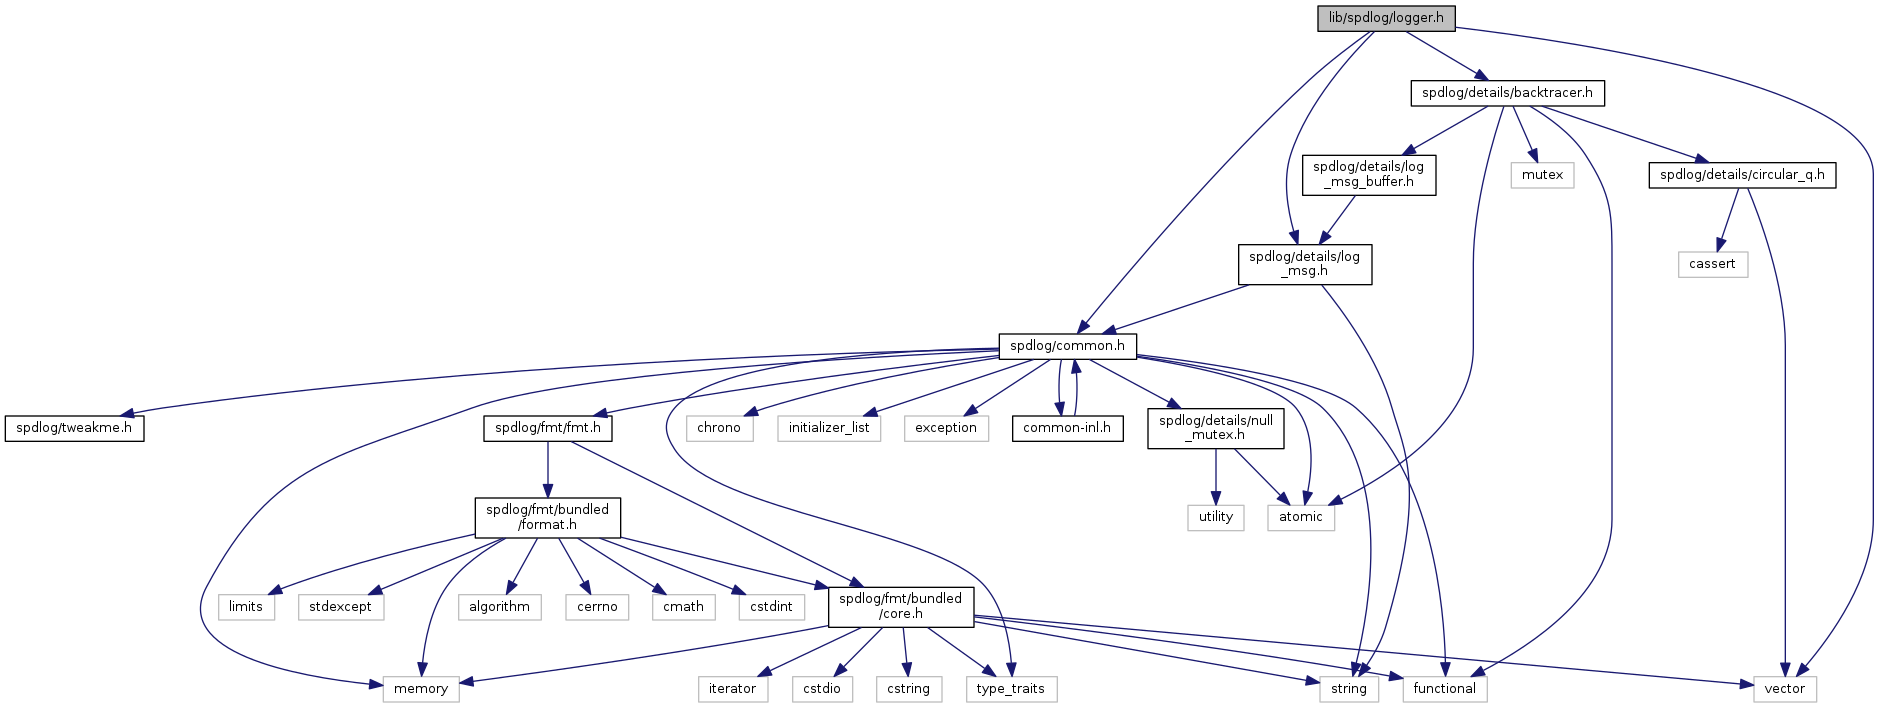 lib/spdlog/logger.h
spdlog/details/backtracer.h
spdlog/details/log
_msg_buffer.h
mutex
spdlog/details/circular_q.h
spdlog/details/log
_msg.h
cassert
spdlog/common.h
spdlog/tweakme.h
spdlog/fmt/fmt.h
chrono
initializer_list
exception
common-inl.h
spdlog/details/null
_mutex.h
spdlog/fmt/bundled
/format.h
utility
atomic
limits
stdexcept
algorithm
cerrno
cmath
cstdint
spdlog/fmt/bundled
/core.h
memory
iterator
cstdio
cstring
type_traits
string
functional
vector